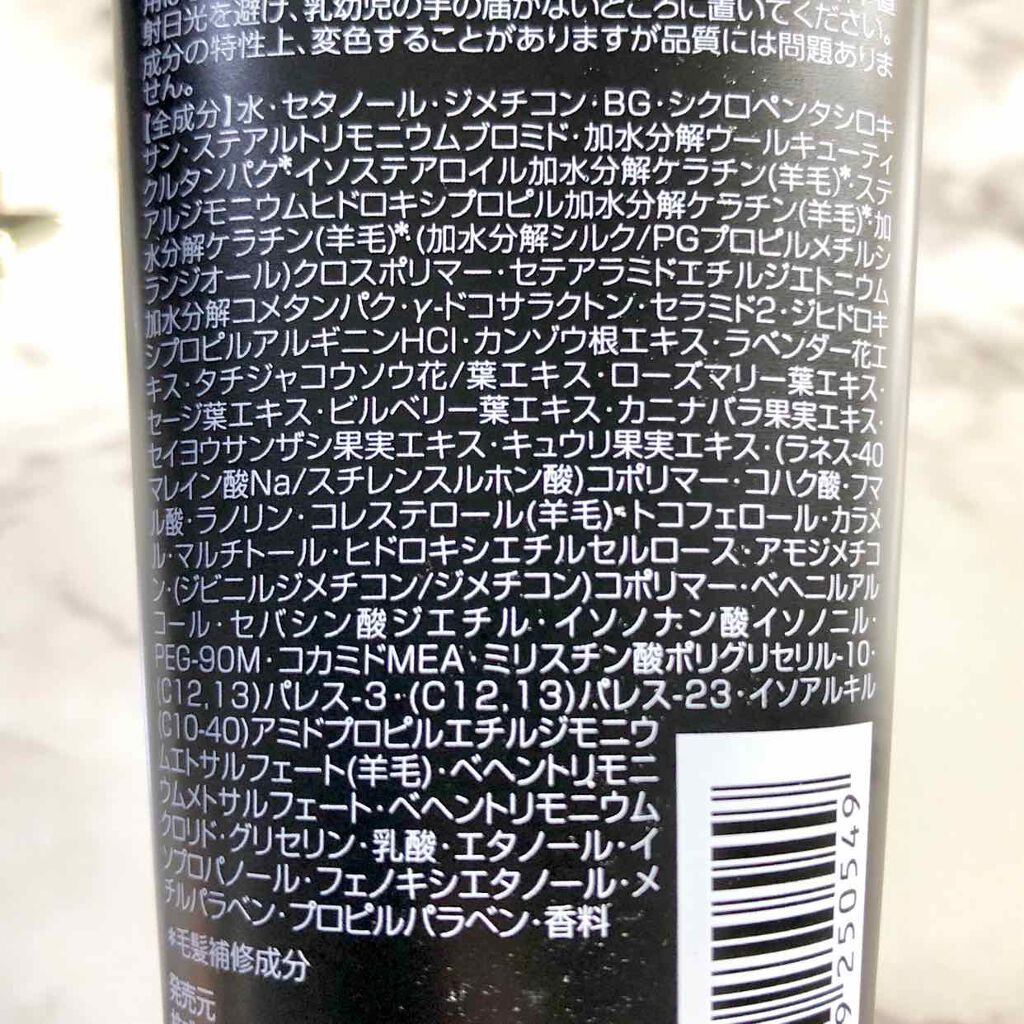 射日光を避け、乳幼児の手の届かないところに置いてください。
成分の特性上、変色することがありますが品質には問題ありま
せん。
【全成分】水・セタノール・ジメチコン・BG・シクロペンタシロキ
サン・ステアルトリモニウムブロミド・加水分解ウールキューティ
クルタンパク*・イソステアロイル加水分解ケラチン(羊毛)*・ステ
アルジモニウムヒドロキシプロピル加水分解ケラチン(羊毛)*・加
水分解ケラチン(羊毛)*・(加水分解シルク/PGプロピルメチルシ
ランジオール)クロスポリマー・セテアラミドエチルジエトニウム
加水分解コメタンパク・γ-ドコサラクトン・セラミド2・ジヒドロキ
シプロピルアルギニンHCl・カンゾウ根エキス・ラベンダー花エ
キス・タチジャコウソウ花/葉エキス・ローズマリー葉エキス・
セージ葉エキス・ビルベリー葉エキス・カニナバラ果実エキス・
セイヨウサンザシ果実エキス・キュウリ果実エキス・(ラネス-40
マレイン酸Na/スチレンスルホン酸)コポリマー・コハク酸・フマ
ル酸・ラノリン・コレステロール(羊毛)・トコフェロール・カラメ
ル・マルチトール・ヒドロキシエチルセルロース・アモジメチコ
ン・(ジビニルジメチコン/ジメチコン)コポリマー・ベヘニルアル
コール・セバシン酸ジエチル・イソノナン酸イソノニル・
PEG-90M・コカミドMEA・ミリスチン酸ポリグリセリル-10・
(C12,13)パレス-3・(C12,13)パレス-23・イソアルキル
(C10-40)アミドプロピルエチルジモニウ
ムエトサルフェート(羊毛)・ベヘントリモニ
ウムメトサルフェート・ベヘントリモニウム
クロリド・グリセリン・乳酸・エタノール・イ
ソプロパノール・フェノキシエタノール・メ
チルパラベン・プロピルパラベン・香料
*毛髪補修成分
発売元
9250549